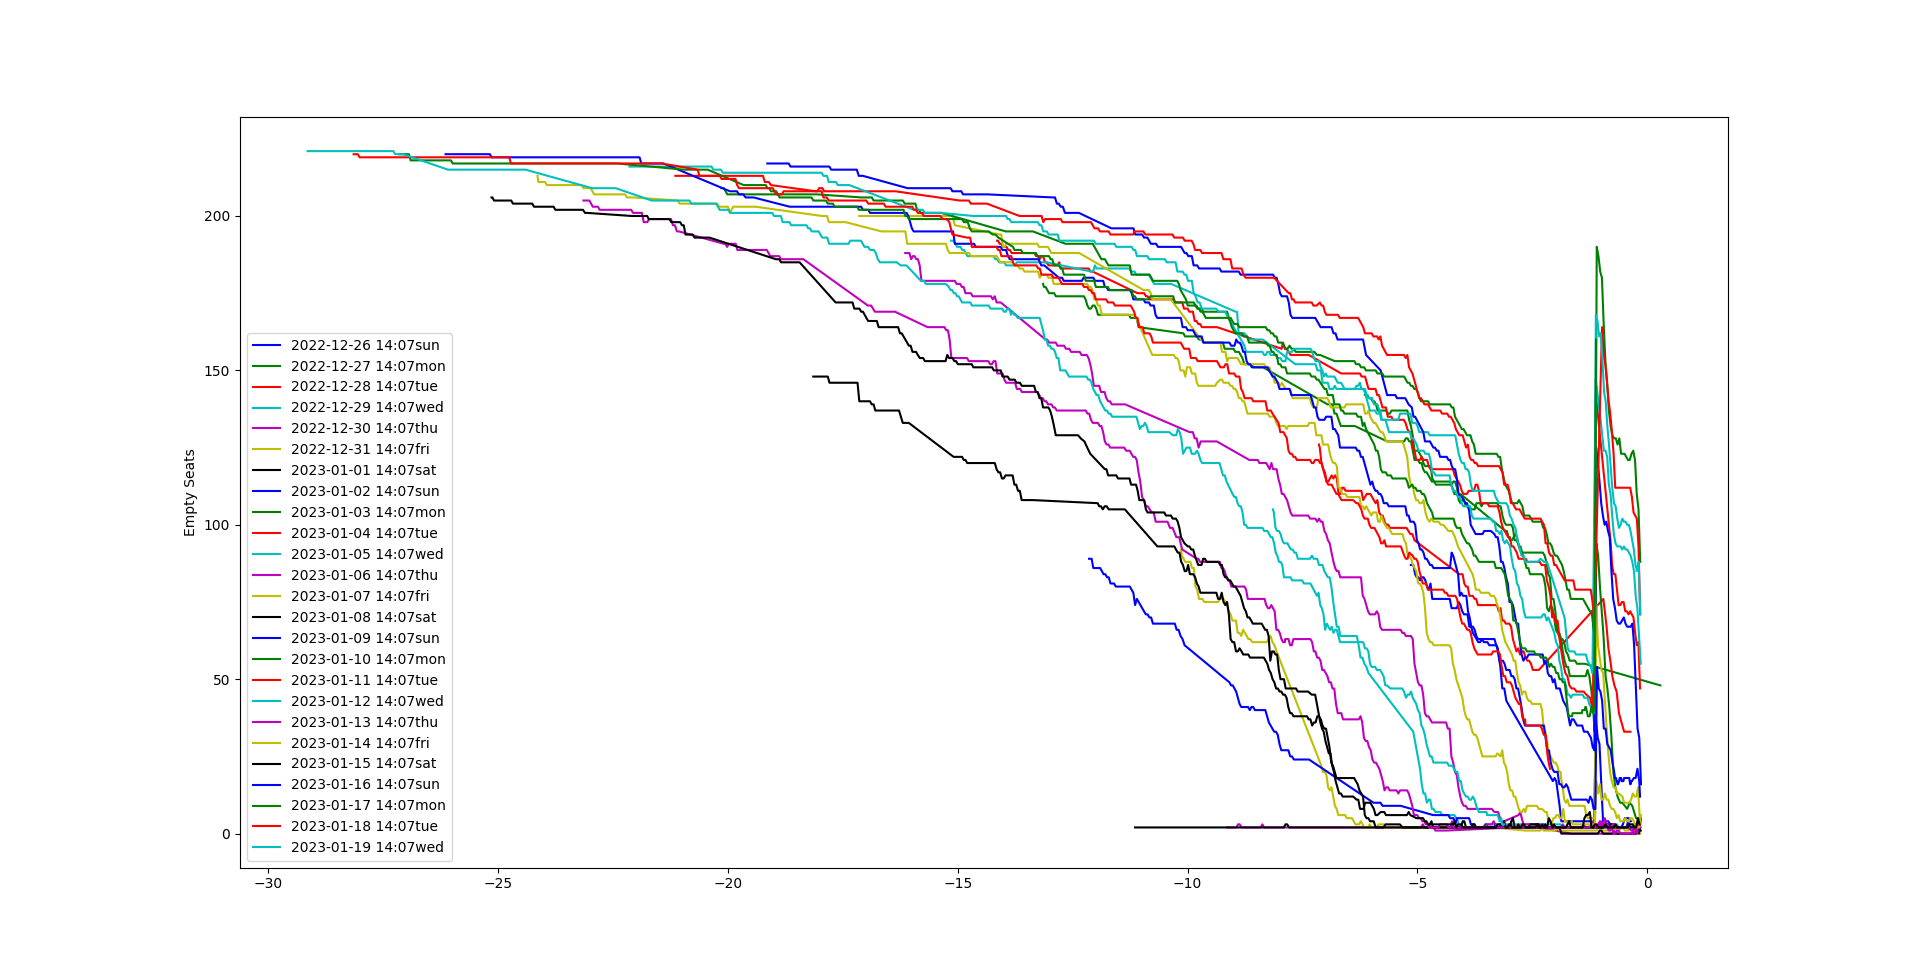 200
150
100
50
0
Empty Seats
2022-12-26 14:07sun
2022-12-27 14:07mon
2022-12-28 14:07tue
2022-12-29 14:07wed
2022-12-30 14:07thu
2022-12-31 14:07fri
2023-01-01 14:07sat
2023-01-02 14:07sun
2023-01-03 14:07mon
2023-01-04 14:07tue
2023-01-05 14:07wed
2023-01-06 14:07thu
2023-01-07 14:07fri
2023-01-08 14:07sat
2023-01-09 14:07sun
2023-01-10 14:07mon
2023-01-11 14:07tue
2023-01-12 14:07wed
2023-01-13 14:07thu
2023-01-14 14:07fri
2023-01-15 14:07sat
2023-01-16 14:07sun
2023-01-17 14:07mon
2023-01-18 14:07tue
2023-01-19 14:07wed
−30 −25 −20 −15 −10 −5 0